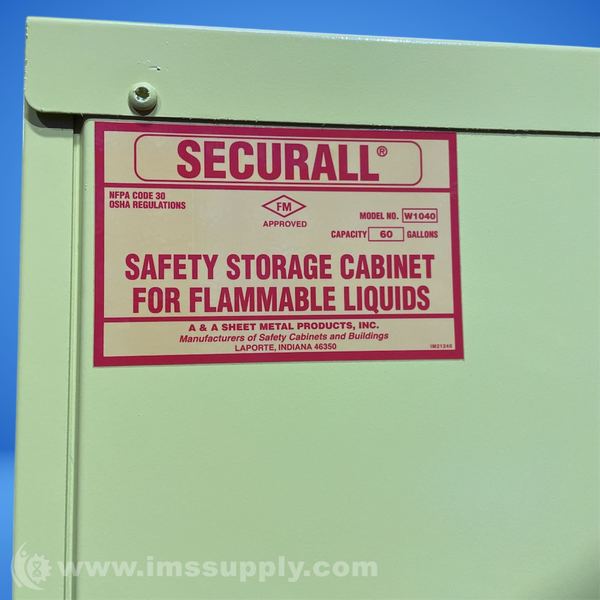 SECURALL®
NFPA CODE 30
OSHA REGULATIONS
FM
APPROVED
MODEL NO. W1040
CAPACITY 60 GALLONS
SAFETY STORAGE CABINET
FOR FLAMMABLE LIQUIDS
A & A SHEET METAL PRODUCTS, INC.
Manufacturers of Safety Cabinets and Buildings
LAPORTE, INDIANA 46350
www.imssupply.com